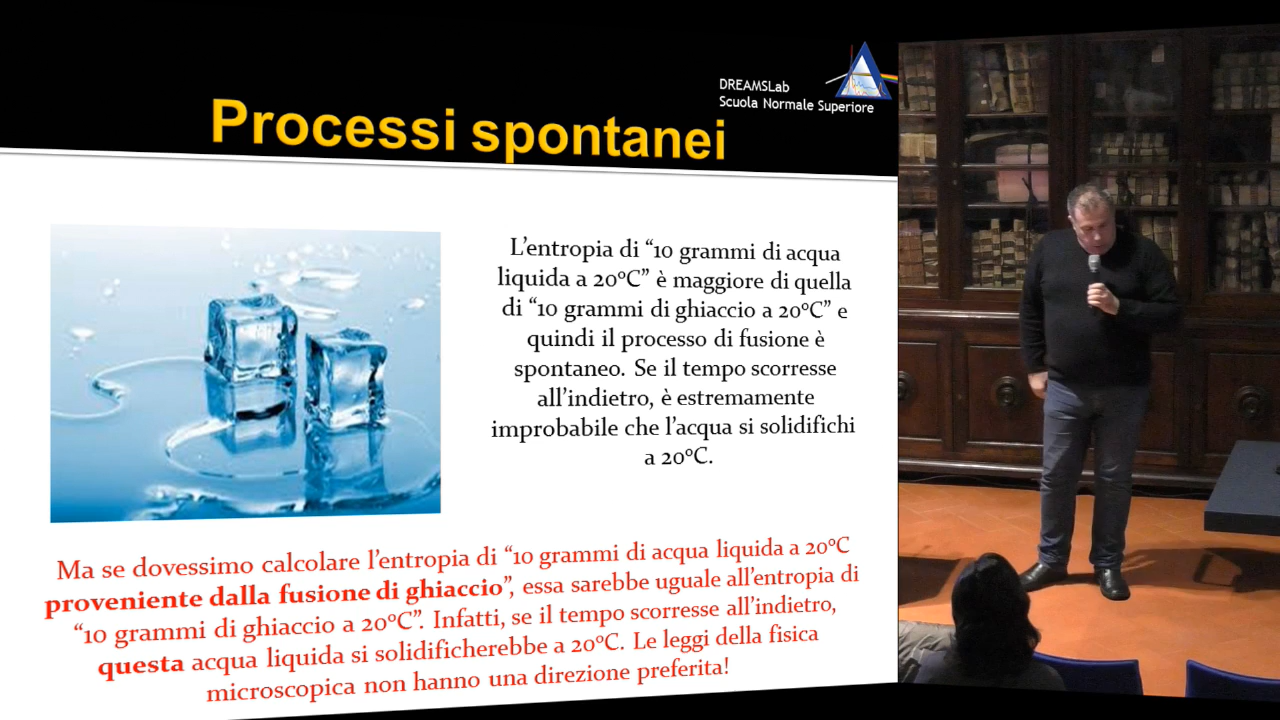 DREAMSLab
Scuola Normale Superiore
Processi spontanei
L’entropia di “10 grammi di acqua
liquida a 20°C” è maggiore di quella
di “10 grammi di ghiaccio a 20°C” e
quindi il processo di fusione è
spontaneo. Se il tempo scorresse
all’indietro, è estremamente
improbabile che l’acqua si solidifichi
a 20°C.
Ma se dovessimo calcolare l’entropia di “10 grammi di acqua liquida a 20°C
proveniente dalla fusione di ghiaccio”, essa sarebbe uguale all’entropia di
“10 grammi di ghiaccio a 20°C”. Infatti, se il tempo scorresse all’indietro,
questa acqua liquida si solidificherebbe a 20°C. Le leggi della fisica
microscopica non hanno una direzione preferita!